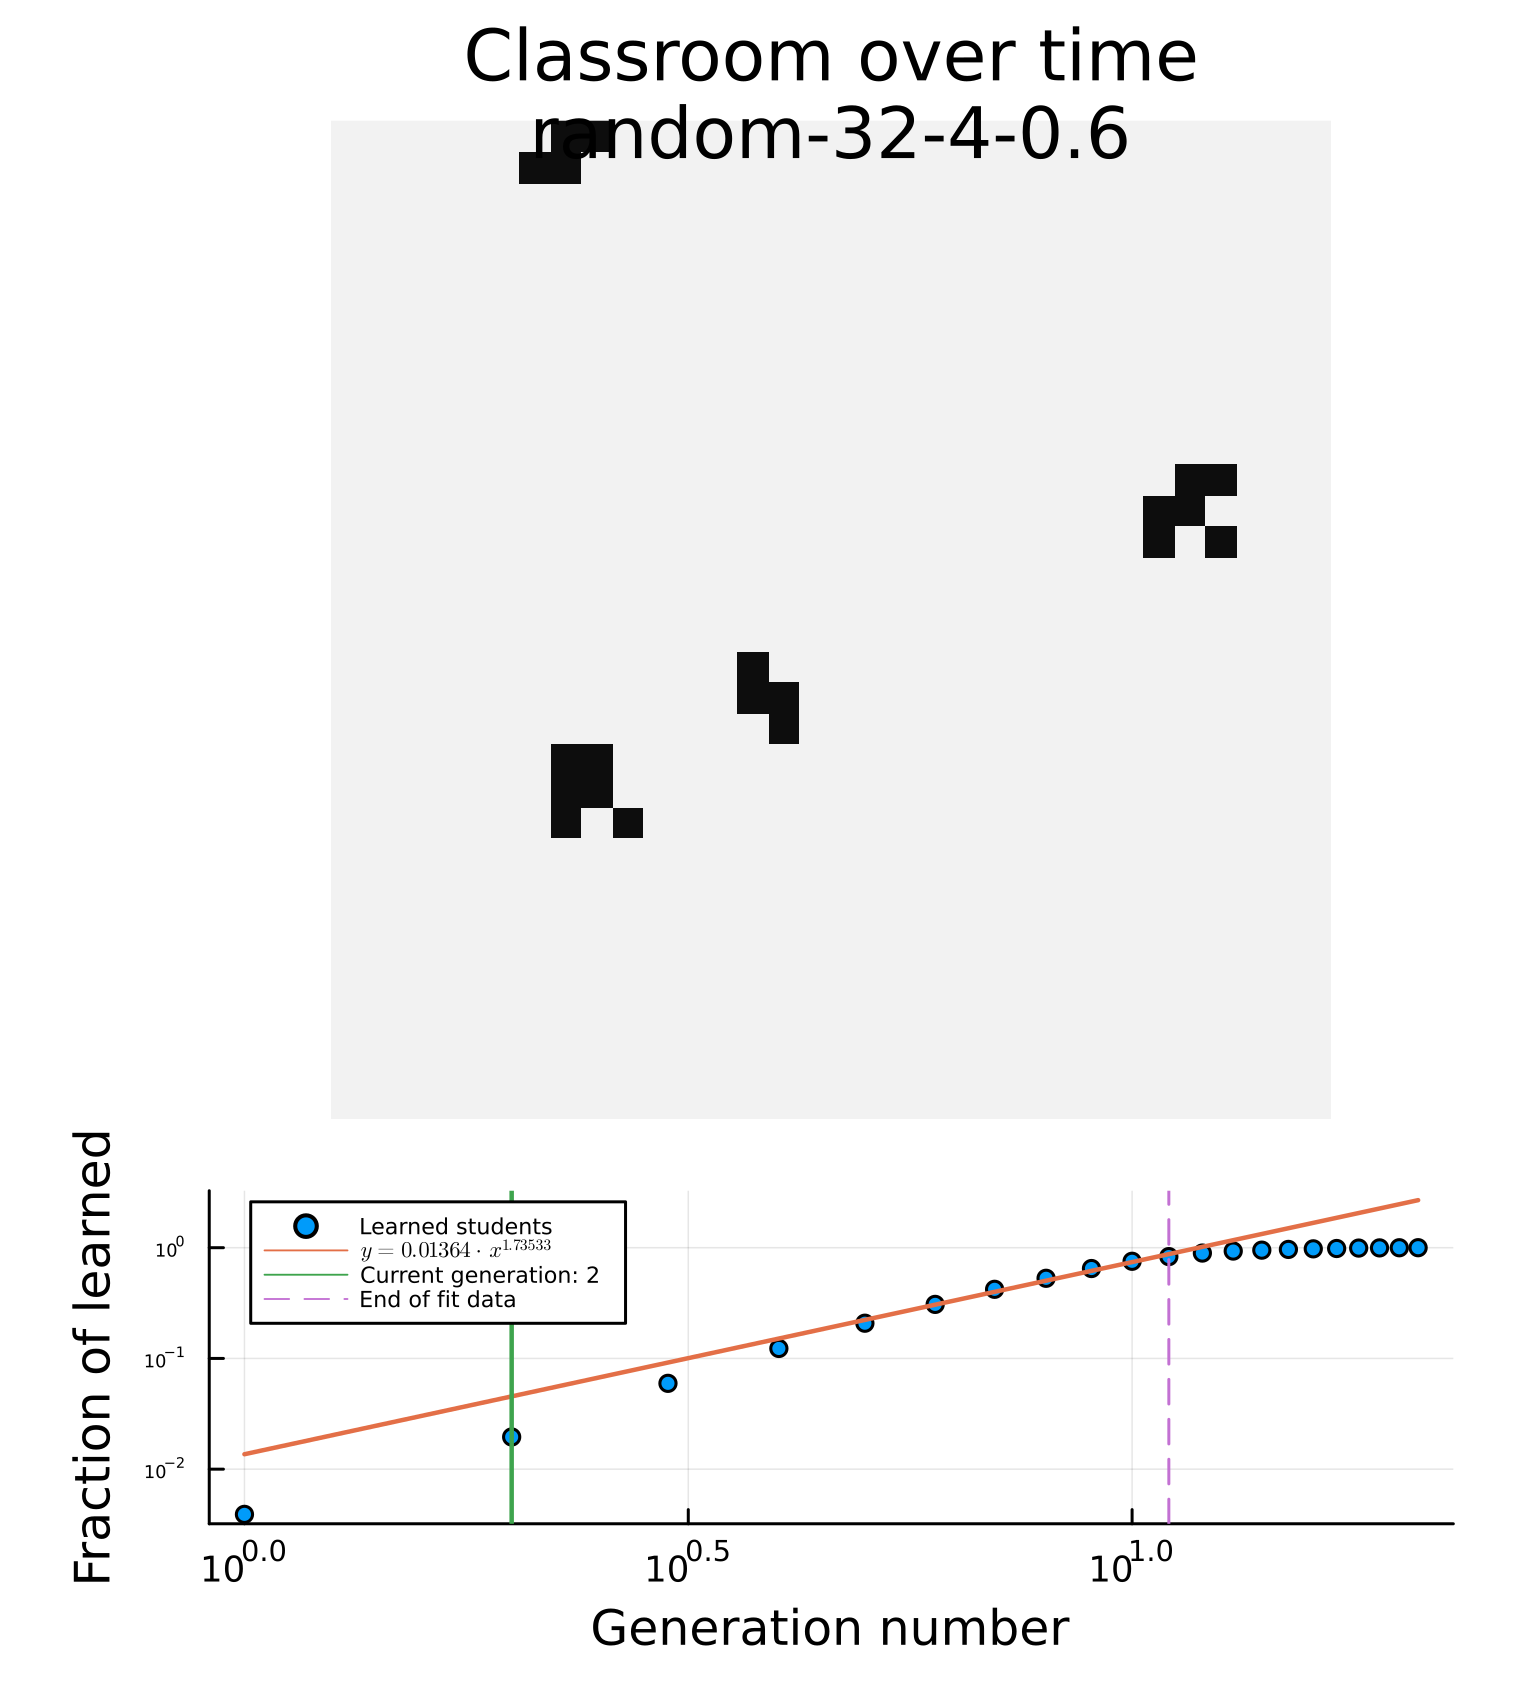 Classroom over time
random-32-4-0.6
Fraction of learned
Learned students
y = 0.01364 · x^1.73533
Current generation: 2
End of fit data
10^0
10^-1
10^-2
10^0.0
10^0.5
10^1.0
Generation number